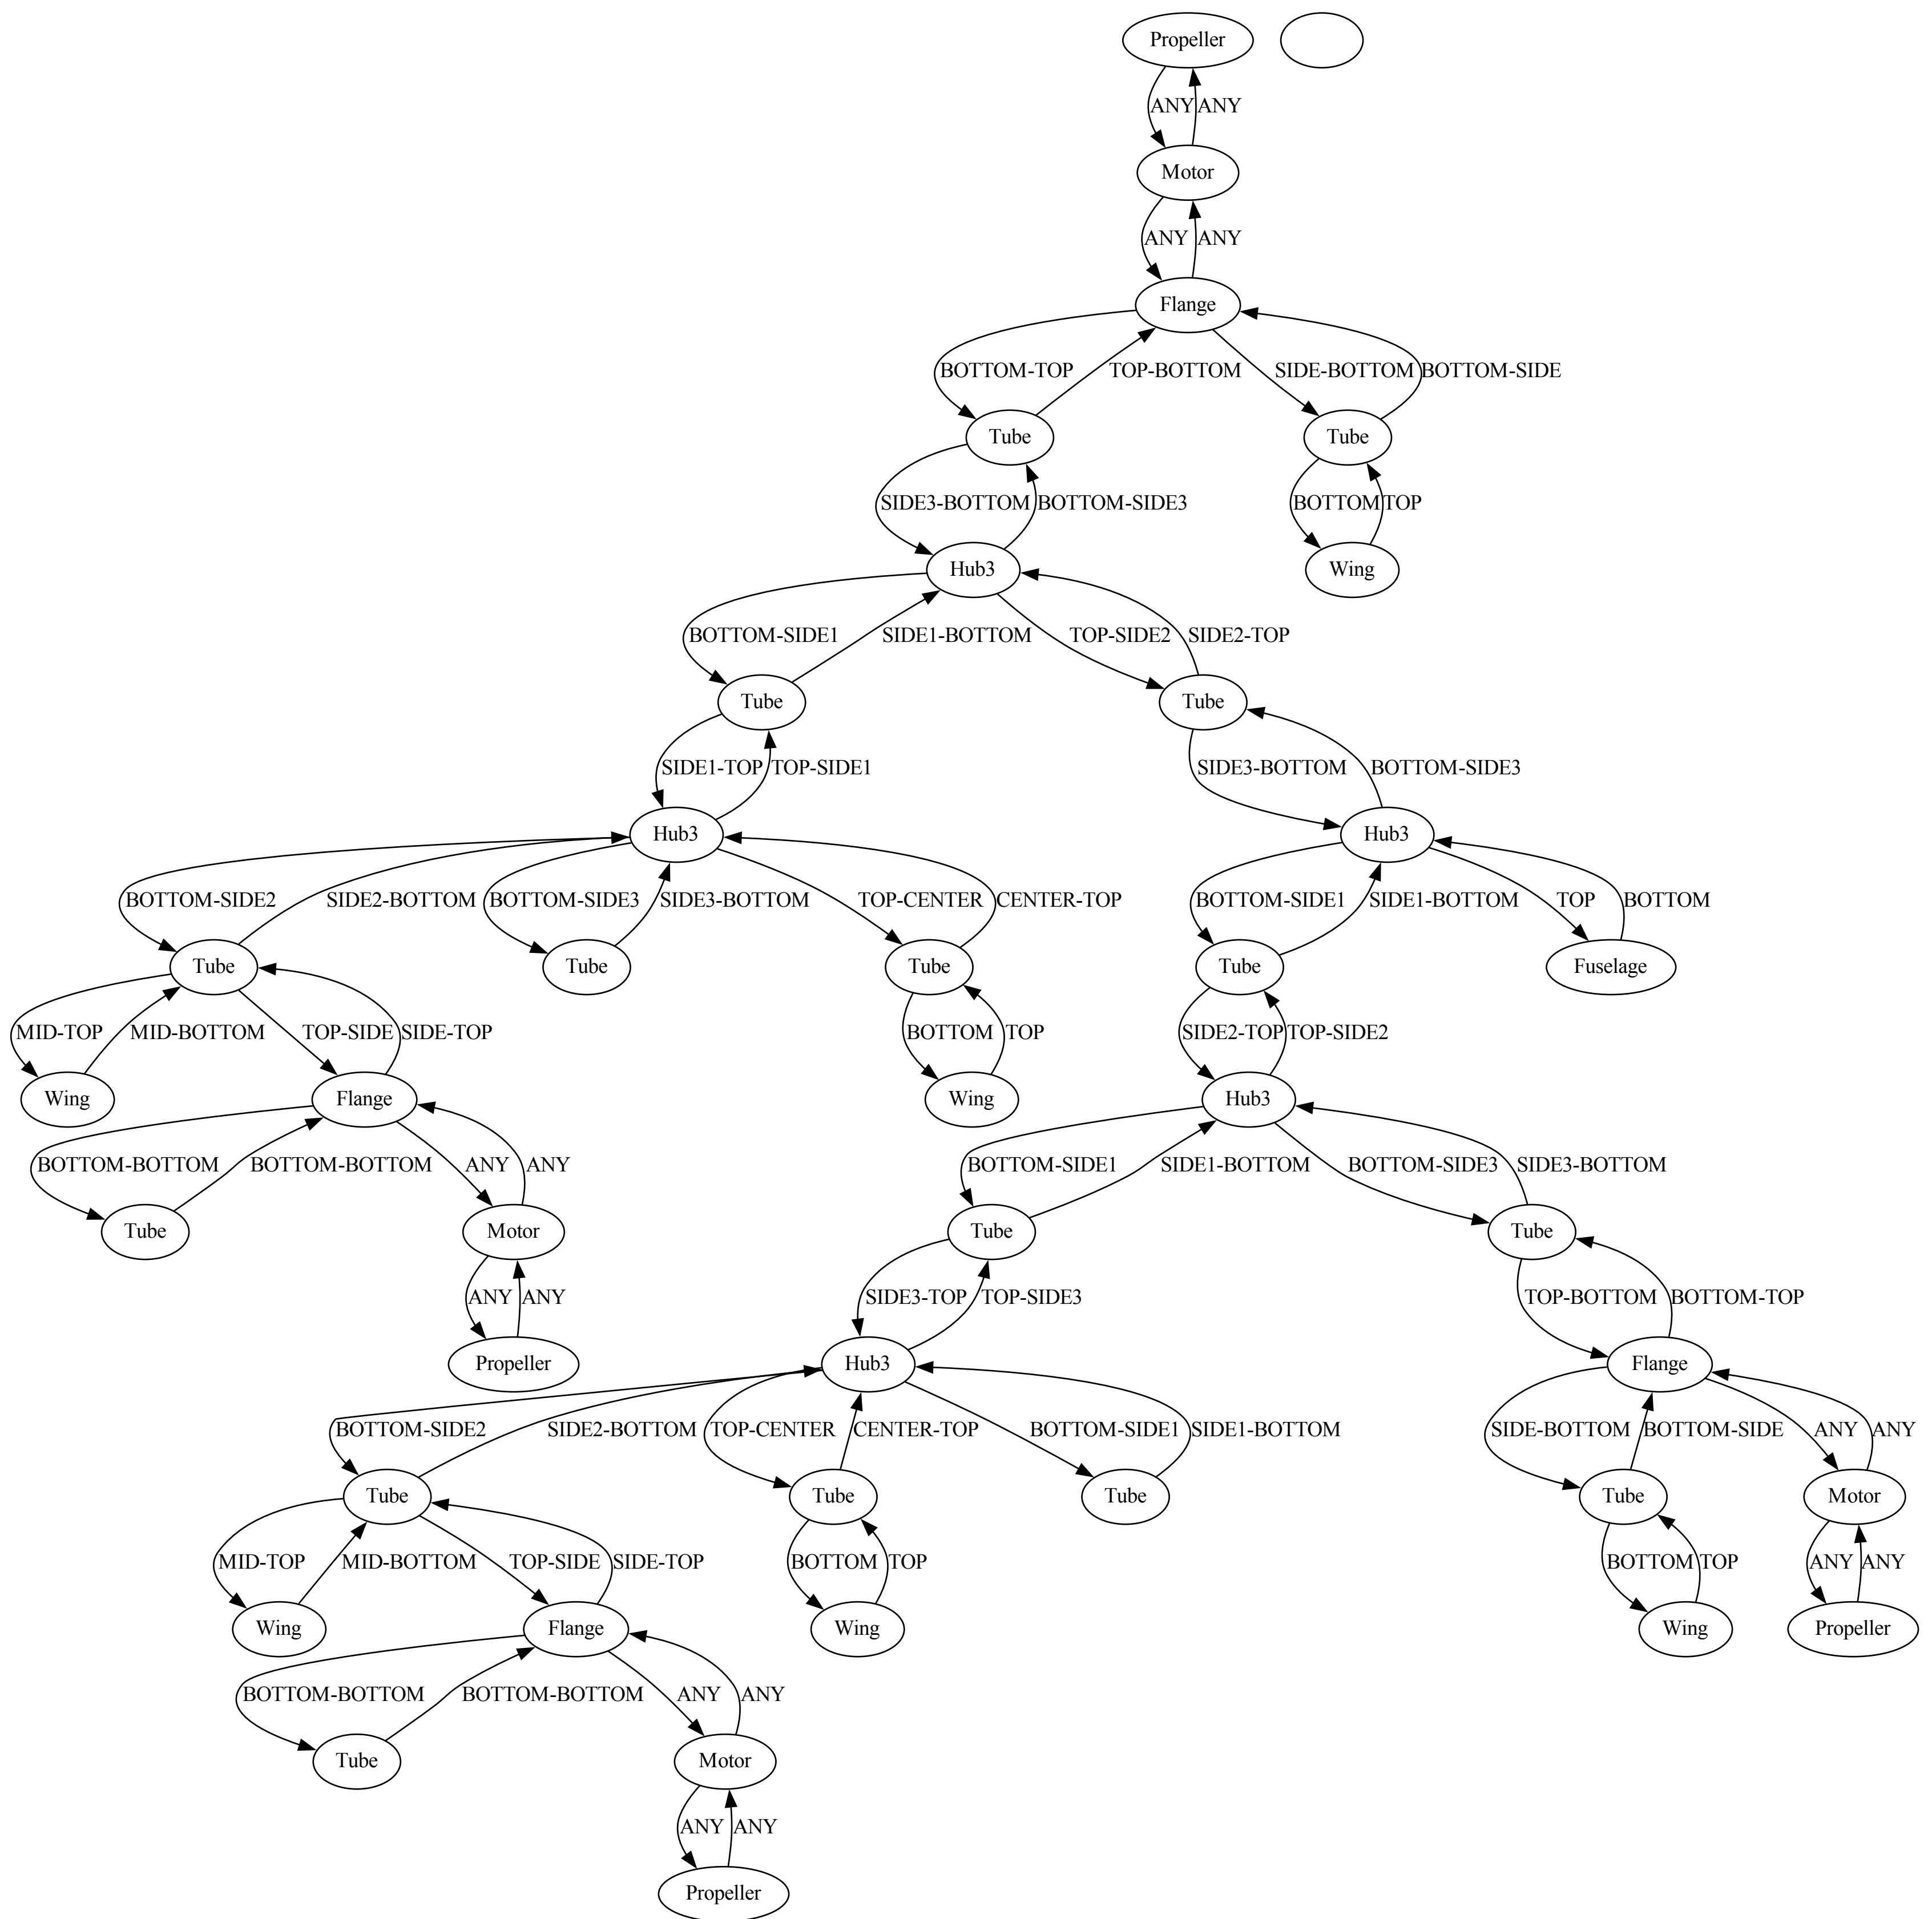 Propeller
ANY ANY
Motor
ANY ANY
Flange
BOTTOM-TOP TOP-BOTTOM SIDE-BOTTOM BOTTOM-SIDE
Tube Tube
SIDE3-BOTTOM BOTTOM-SIDE3 BOTTOM TOP
Hub3 Wing
BOTTOM-SIDE1 SIDE1-BOTTOM TOP-SIDE2 SIDE2-TOP
Tube Tube
SIDE1-TOP TOP-SIDE1 SIDE3-BOTTOM BOTTOM-SIDE3
Hub3 Hub3
BOTTOM-SIDE2 SIDE2-BOTTOM BOTTOM-SIDE3 SIDE3-BOTTOM TOP-CENTER CENTER-TOP BOTTOM-SIDE1 SIDE1-BOTTOM TOP BOTTOM
Tube Tube Tube Tube Fuselage
MID-TOP MID-BOTTOM TOP-SIDE SIDE-TOP BOTTOM TOP SIDE2-TOP TOP-SIDE2
Wing Flange Wing Hub3
BOTTOM-BOTTOM BOTTOM-BOTTOM ANY ANY BOTTOM-SIDE1 SIDE1-BOTTOM BOTTOM-SIDE3 SIDE3-BOTTOM
Tube Motor Tube Tube
ANY ANY SIDE3-TOP TOP-SIDE3 TOP-BOTTOM BOTTOM-TOP
Propeller Hub3 Flange
BOTTOM-SIDE2 SIDE2-BOTTOM TOP-CENTER CENTER-TOP BOTTOM-SIDE1 SIDE1-BOTTOM SIDE-BOTTOM BOTTOM-SIDE ANY ANY
Tube Tube Tube Tube Motor
MID-TOP MID-BOTTOM TOP-SIDE SIDE-TOP BOTTOM TOP BOTTOM TOP ANY ANY
Wing Flange Wing Wing Propeller
BOTTOM-BOTTOM BOTTOM-BOTTOM ANY ANY
Tube Motor
ANY ANY
Propeller